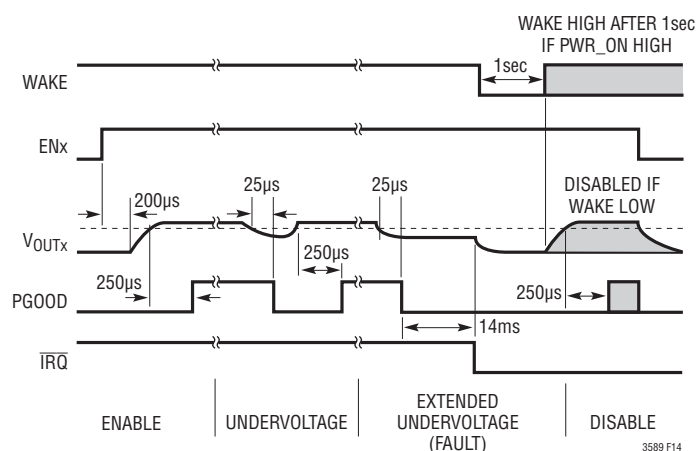 WAKE HIGH AFTER 1sec
IF PWR_ON HIGH
1sec
WAKE
ENx
200µs
25µs
25µs
DISABLED IF
WAKE LOW
VOUTx
250µs
250µs
250µs
PGOOD
14ms
IRQ
ENABLE
UNDERVOLTAGE
EXTENDED
UNDERVOLTAGE
(FAULT)
DISABLE
3589 F14